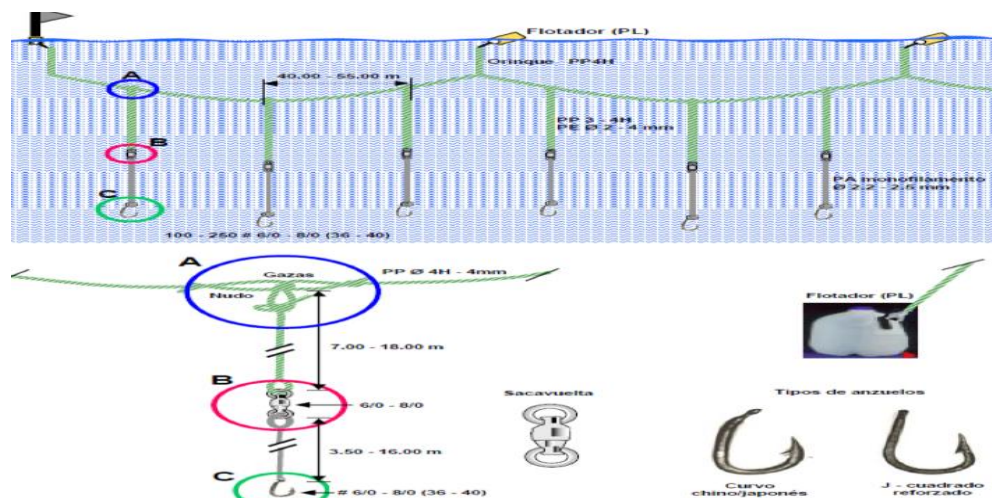 Flotador (PL)
Orinque PP4H
A
40.00 - 55.00 m
PP 3 - 4H
PE Ø 2 - 4 mm
B
PA monofilamento
Ø 2.2 - 2.5 mm
C
100 - 250 # 6/0 - 8/0 (36 - 40)
A
Gazas
PP Ø 4H - 4mm
Nudo
Flotador (PL)
7.00 - 18.00 m
B
6/0 - 8/0
Sacavuelta
Tipos de anzuelos
3.50 - 16.00 m
C
# 6/0 - 8/0 (36 - 40)
Curvo
chino/japonés
J - cuadrado
reforzado